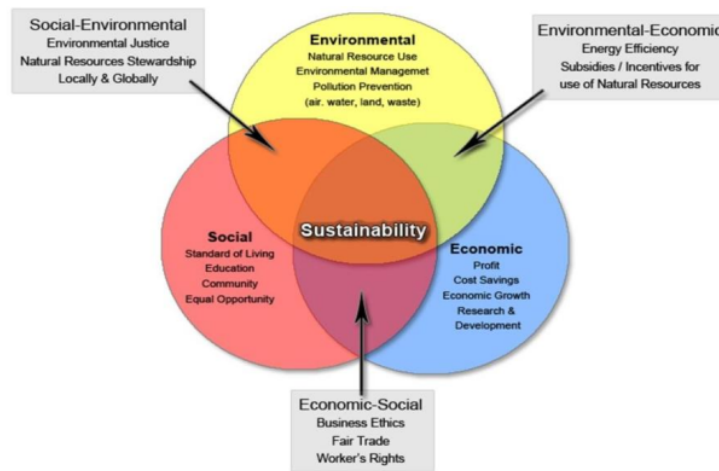 Social-Environmental
Environmental Justice
Natural Resources Stewardship
Locally & Globally
Environmental
Natural Resource Use
Environmental Managemet
Pollution Prevention
(air. water, land, waste)
Environmental-Economic
Energy Efficiency
Subsidies / Incentives for
use of Natural Resources
Sustainability
Social
Standard of Living
Education
Community
Equal Opportunity
Economic
Profit
Cost Savings
Economic Growth
Research &
Development
Economic-Social
Business Ethics
Fair Trade
Worker's Rights